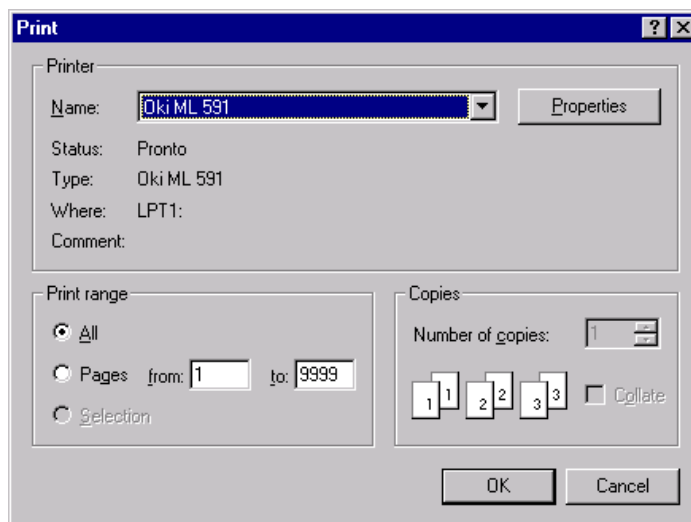 Print
Printer
Name: Oki ML 591 Properties
Status: Pronto
Type: Oki ML 591
Where: LPT1:
Comment:
Print range
All
Pages from: 1 to: 9999
Selection
Copies
Number of copies: 1
1 1 2 2 3 3 Collate
OK Cancel